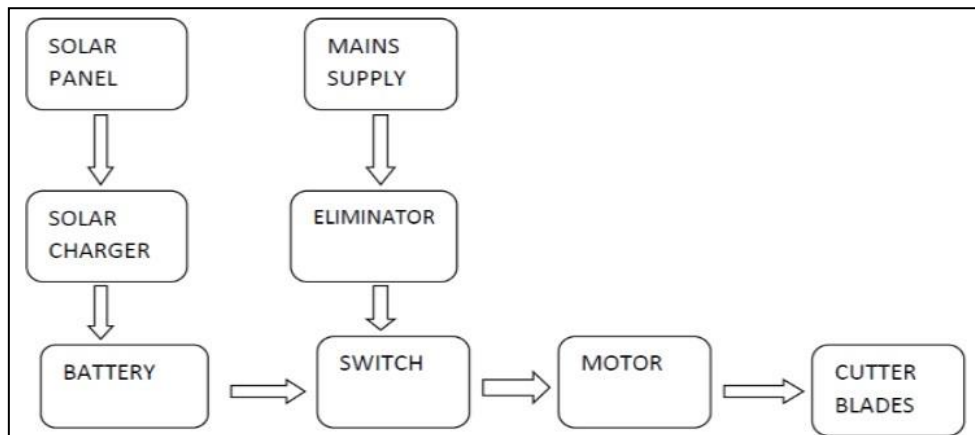 SOLAR
PANEL
MAINS
SUPPLY
SOLAR
CHARGER
ELIMINATOR
BATTERY
SWITCH
MOTOR
CUTTER
BLADES